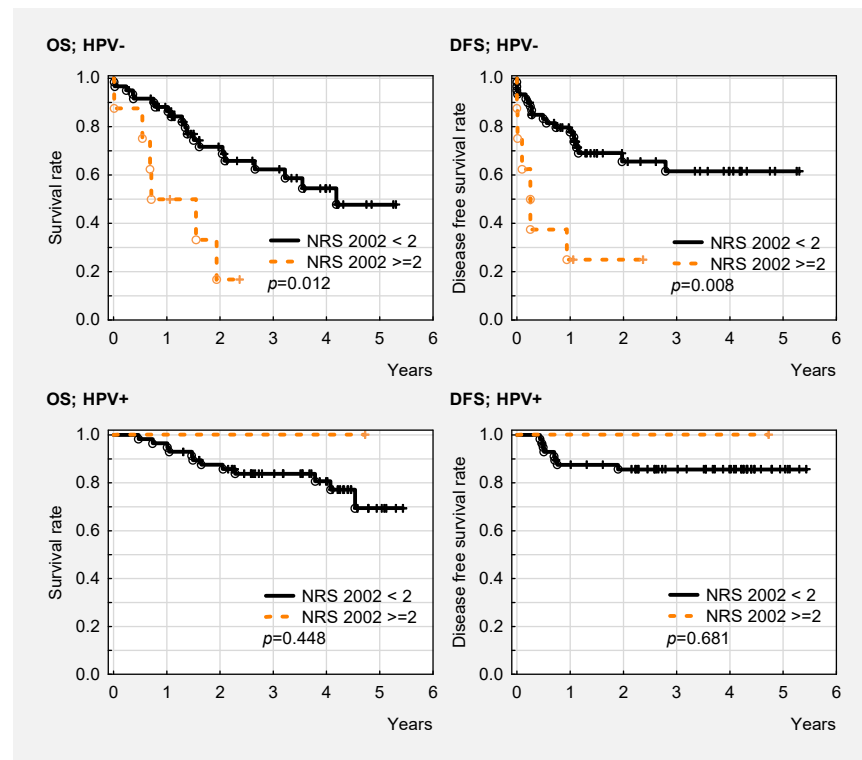 OS; HPV-
Survival rate
1.0
0.8
0.6
0.4
0.2
0.0
NRS 2002 < 2
NRS 2002 >=2
p=0.012
0 1 2 3 4 5 6
Years
DFS; HPV-
Disease free survival rate
1.0
0.8
0.6
0.4
0.2
0.0
NRS 2002 < 2
NRS 2002 >=2
p=0.008
0 1 2 3 4 5 6
Years
OS; HPV+
Survival rate
1.0
0.8
0.6
0.4
0.2
0.0
NRS 2002 < 2
NRS 2002 >=2
p=0.448
0 1 2 3 4 5 6
Years
DFS; HPV+
Disease free survival rate
1.0
0.8
0.6
0.4
0.2
0.0
NRS 2002 < 2
NRS 2002 >=2
p=0.681
0 1 2 3 4 5 6
Years